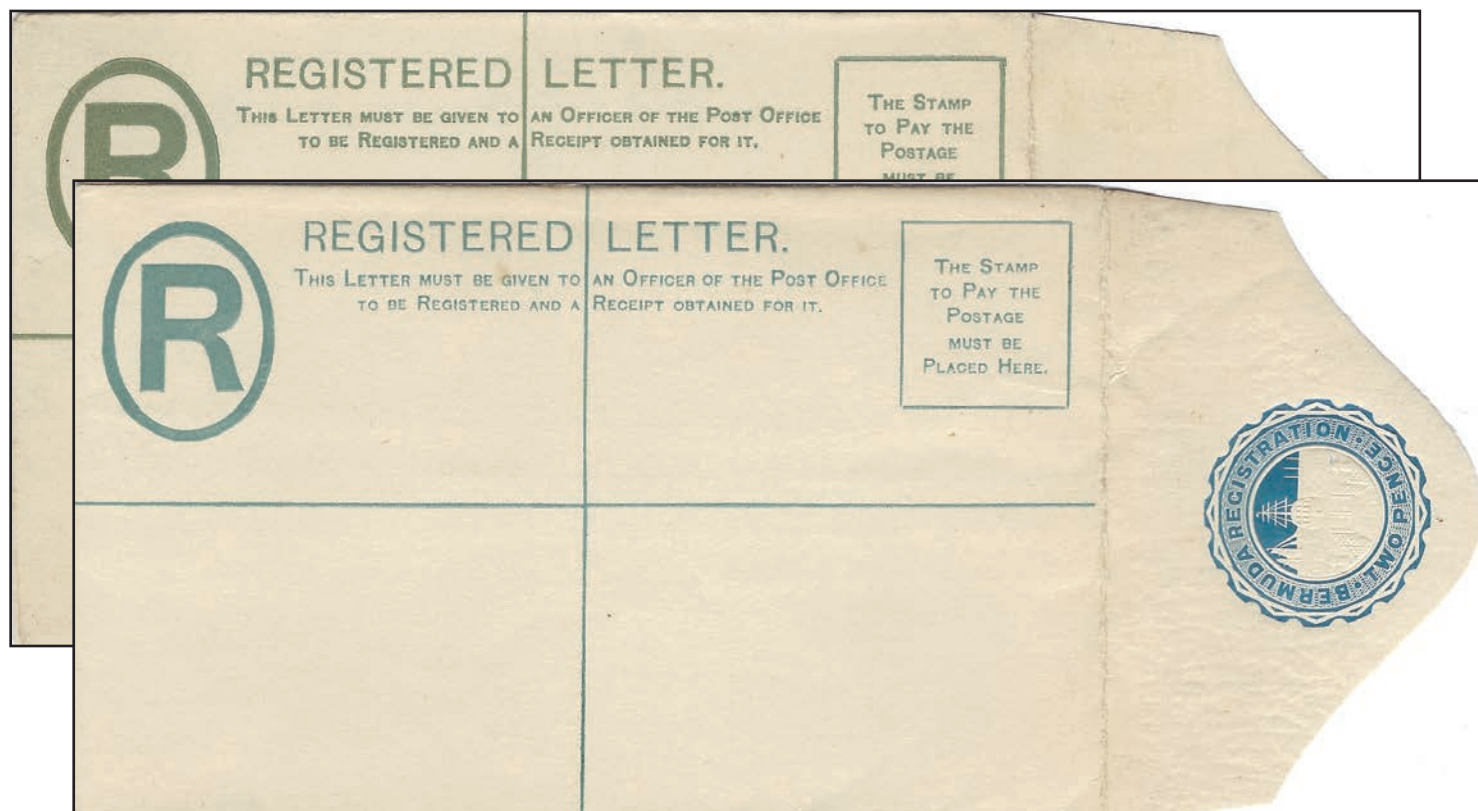 REGISTERED LETTER.
THIS LETTER MUST BE GIVEN TO AN OFFICER OF THE POST OFFICE
TO BE REGISTERED AND A RECEIPT OBTAINED FOR IT.
R
THE STAMP
TO PAY THE
POSTAGE
MUST BE
REGISTERED LETTER.
THIS LETTER MUST BE GIVEN TO AN OFFICER OF THE POST OFFICE
TO BE REGISTERED AND A RECEIPT OBTAINED FOR IT.
R
THE STAMP
TO PAY THE
POSTAGE
MUST BE
PLACED HERE.
BERMUDA REGISTRATION · TWO PENCE ·